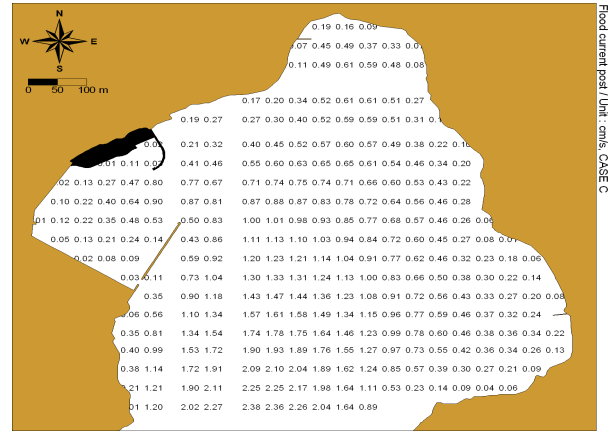 N
W E
S
0 50 100 m
Flood current post / Unit : cm/s, CASE C
0.19 0.16 0.09
0.07 0.45 0.49 0.37 0.33 0.0
0.11 0.49 0.61 0.59 0.48 0.08
0.17 0.20 0.34 0.52 0.61 0.61 0.51 0.27
0.19 0.27 0.27 0.30 0.40 0.52 0.59 0.59 0.51 0.31 0.1
0.02 0.21 0.32 0.40 0.45 0.52 0.57 0.60 0.57 0.49 0.38 0.22 0.10
0.01 0.11 0.02 0.41 0.46 0.55 0.60 0.63 0.65 0.65 0.61 0.54 0.46 0.34 0.20
0.02 0.13 0.27 0.47 0.80 0.77 0.67 0.71 0.74 0.75 0.74 0.71 0.66 0.60 0.53 0.43 0.22
0.10 0.22 0.40 0.64 0.90 0.87 0.81 0.87 0.88 0.87 0.83 0.78 0.72 0.64 0.56 0.46 0.28
.01 0.12 0.22 0.35 0.48 0.53 0.50 0.83 1.00 1.01 0.98 0.93 0.85 0.77 0.68 0.57 0.46 0.26 0.06
0.05 0.13 0.21 0.24 0.14 0.43 0.86 1.11 1.13 1.10 1.03 0.94 0.84 0.72 0.60 0.45 0.27 0.08 0.01
0.02 0.08 0.09 0.59 0.92 1.20 1.23 1.21 1.14 1.04 0.91 0.77 0.62 0.46 0.32 0.23 0.18 0.06
0.03 0.11 0.73 1.04 1.30 1.33 1.31 1.24 1.13 1.00 0.83 0.66 0.50 0.38 0.30 0.22 0.14
0.35 0.90 1.18 1.43 1.47 1.44 1.36 1.23 1.08 0.91 0.72 0.56 0.43 0.33 0.27 0.20 0.08
0.06 0.56 1.10 1.34 1.57 1.61 1.58 1.49 1.34 1.15 0.96 0.77 0.59 0.46 0.37 0.32 0.24
0.35 0.81 1.34 1.54 1.74 1.78 1.75 1.64 1.46 1.23 0.99 0.78 0.60 0.46 0.38 0.36 0.34 0.22
0.40 0.99 1.53 1.72 1.90 1.93 1.89 1.76 1.55 1.27 0.97 0.73 0.55 0.42 0.36 0.34 0.26 0.13
0.38 1.14 1.72 1.91 2.09 2.10 2.04 1.89 1.62 1.24 0.85 0.57 0.39 0.30 0.27 0.21 0.09
0.21 1.21 1.90 2.11 2.25 2.25 2.17 1.98 1.64 1.11 0.53 0.23 0.14 0.09 0.04 0.06
.01 1.20 2.02 2.27 2.38 2.36 2.26 2.04 1.64 0.89